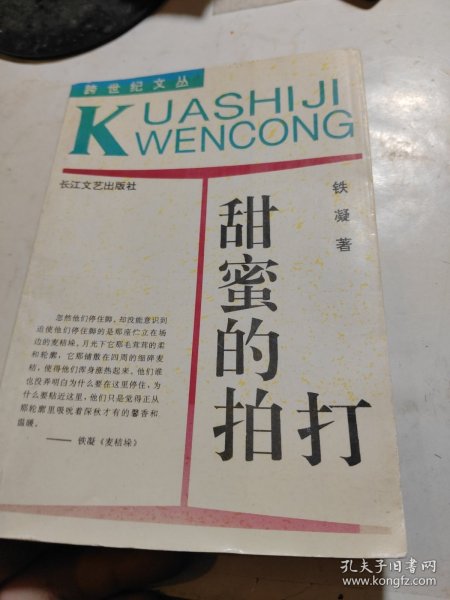 跨世纪文丛
KUASHIJI
WENCONG
长江文艺出版社
铁凝著
甜蜜的
拍打
忽然他们停住脚、却没能意识到
迫使他们停住脚的是那座伫立在场
边的麦秸垛。月光下它那毛茸茸的柔
和轮廓,它那铺散在四周的细碎麦
秸,使得他们浑身涨热起来。他们谁
也没弄明白为什么要在这里停住,为
什么要贴近这里,他们只是觉得正从
那轮廓里吸吮着深秋才有的馨香和
温暖。
——铁凝《麦秸垛》
孔夫子旧书网
www.kongfz.com